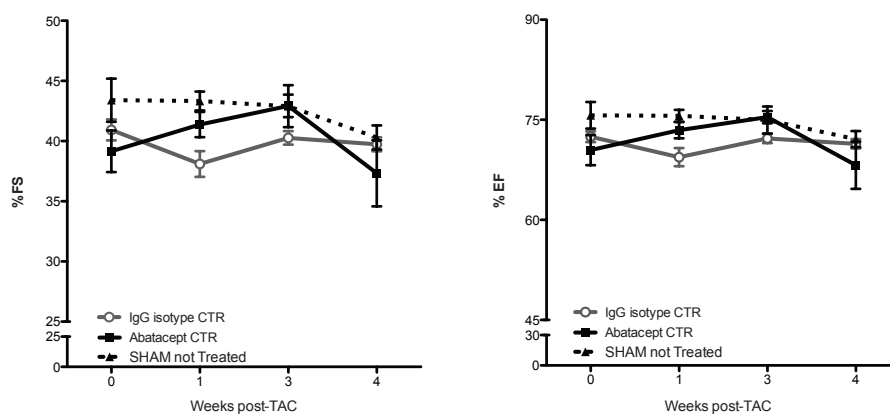 50
45
40
35
30
25
25
0
%FS
IgG isotype CTR
Abatacept CTR
SHAM not Treated
0 1 3 4
Weeks post-TAC
90
75
60
45
30
0
% EF
IgG isotype CTR
Abatacept CTR
SHAM not Treated
0 1 3 4
Weeks post-TAC